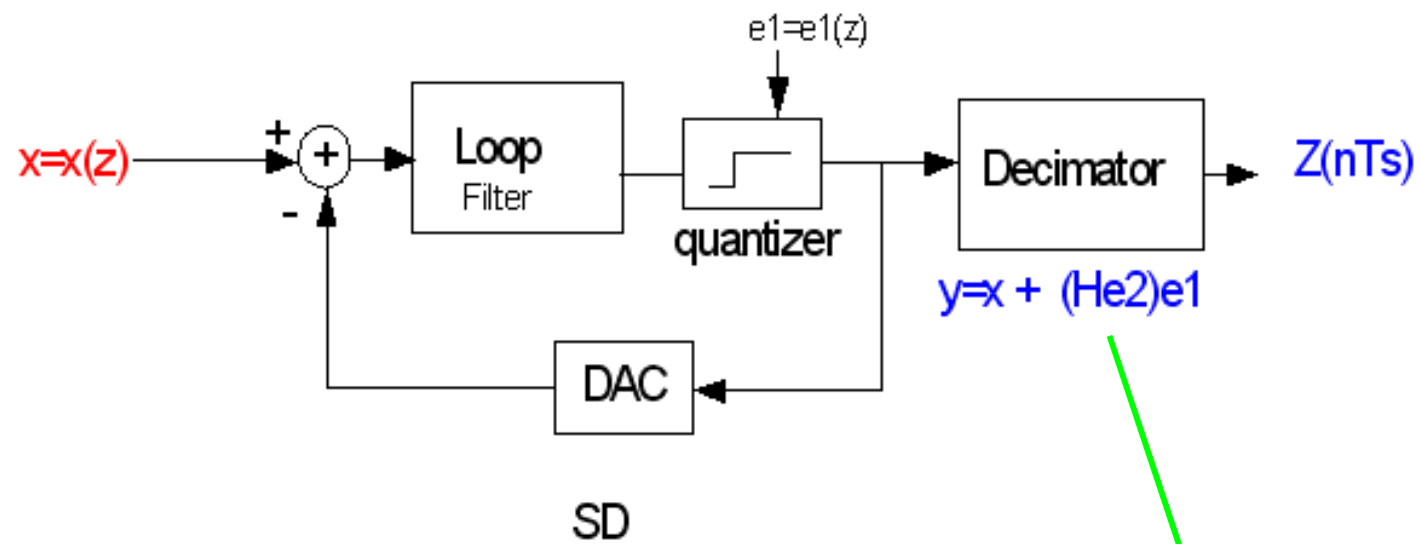 e1=e1(z)
x=x(z)
+
+
-
Loop
Filter
quantizer
Decimator
Z(nTs)
y=x + (He2)e1
DAC
SD